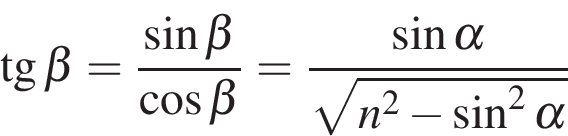 tg β = sin β / cos β = sin α / √(n² − sin² α)